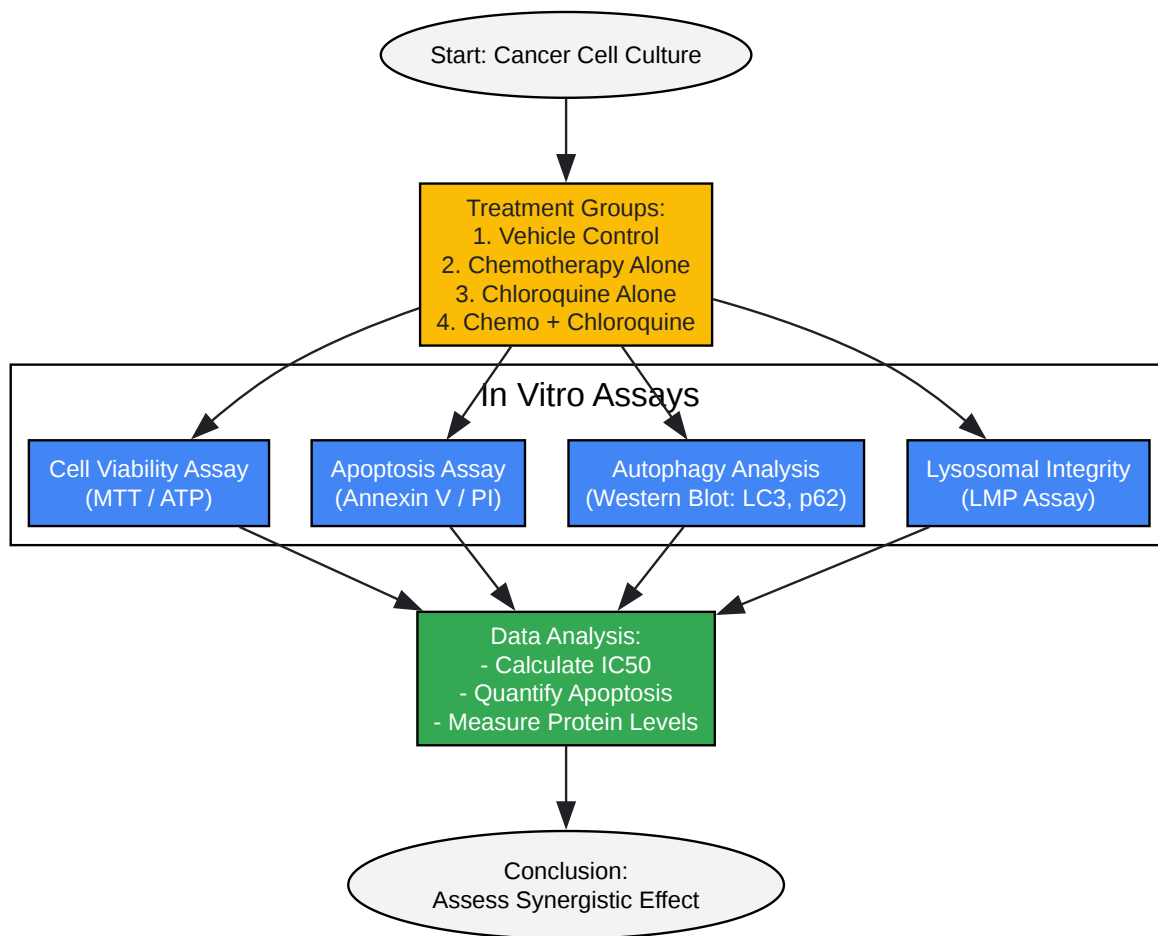 Start: Cancer Cell Culture
Treatment Groups:
1. Vehicle Control
2. Chemotherapy Alone
3. Chloroquine Alone
4. Chemo + Chloroquine
In Vitro Assays
Cell Viability Assay
(MTT / ATP)
Apoptosis Assay
(Annexin V / PI)
Autophagy Analysis
(Western Blot: LC3, p62)
Lysosomal Integrity
(LMP Assay)
Data Analysis:
- Calculate IC50
- Quantify Apoptosis
- Measure Protein Levels
Conclusion:
Assess Synergistic Effect